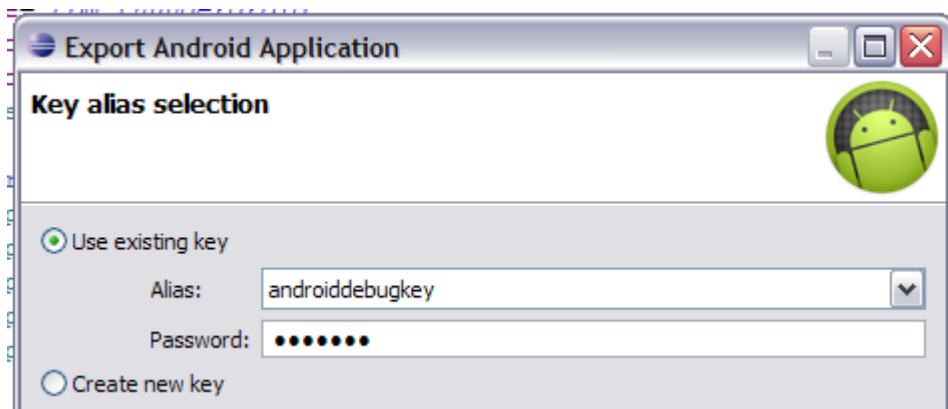 Export Android Application
Key alias selection
Use existing key
Alias: androiddebugkey
Password: •••••••
Create new key